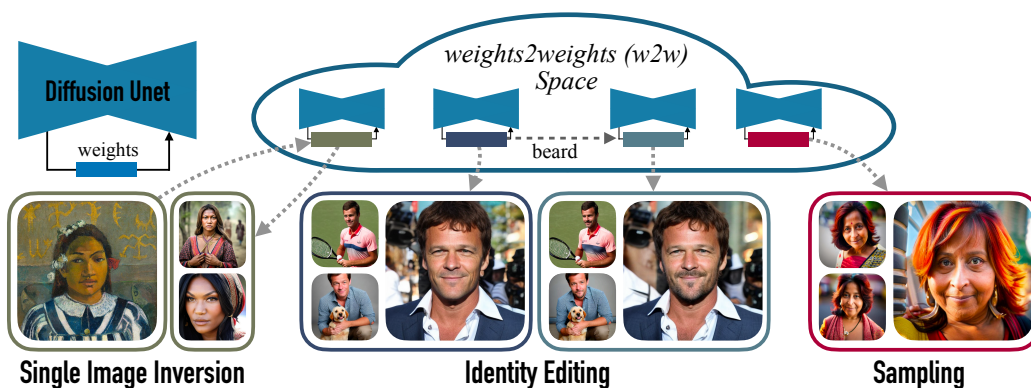 weights2weights (w2w)
Space
Diffusion Unet
weights
beard
Single Image Inversion
Identity Editing
Sampling